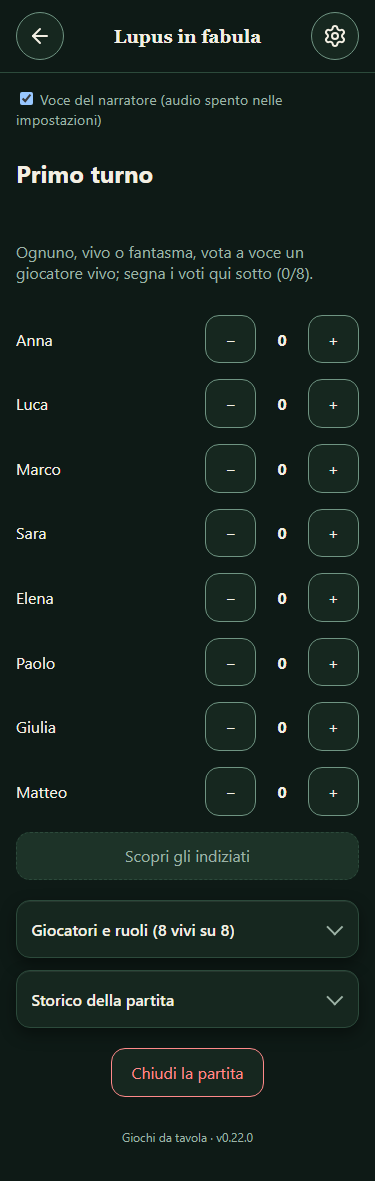 Lupus in fabula
Voce del narratore (audio spento nelle
impostazioni)
Primo turno
Ognuno, vivo o fantasma, vota a voce un
giocatore vivo; segna i voti qui sotto (0/8).
Anna – 0 +
Luca – 0 +
Marco – 0 +
Sara – 0 +
Elena – 0 +
Paolo – 0 +
Giulia – 0 +
Matteo – 0 +
Scopri gli indiziati
Giocatori e ruoli (8 vivi su 8)
Storico della partita
Chiudi la partita
Giochi da tavola · v0.22.0